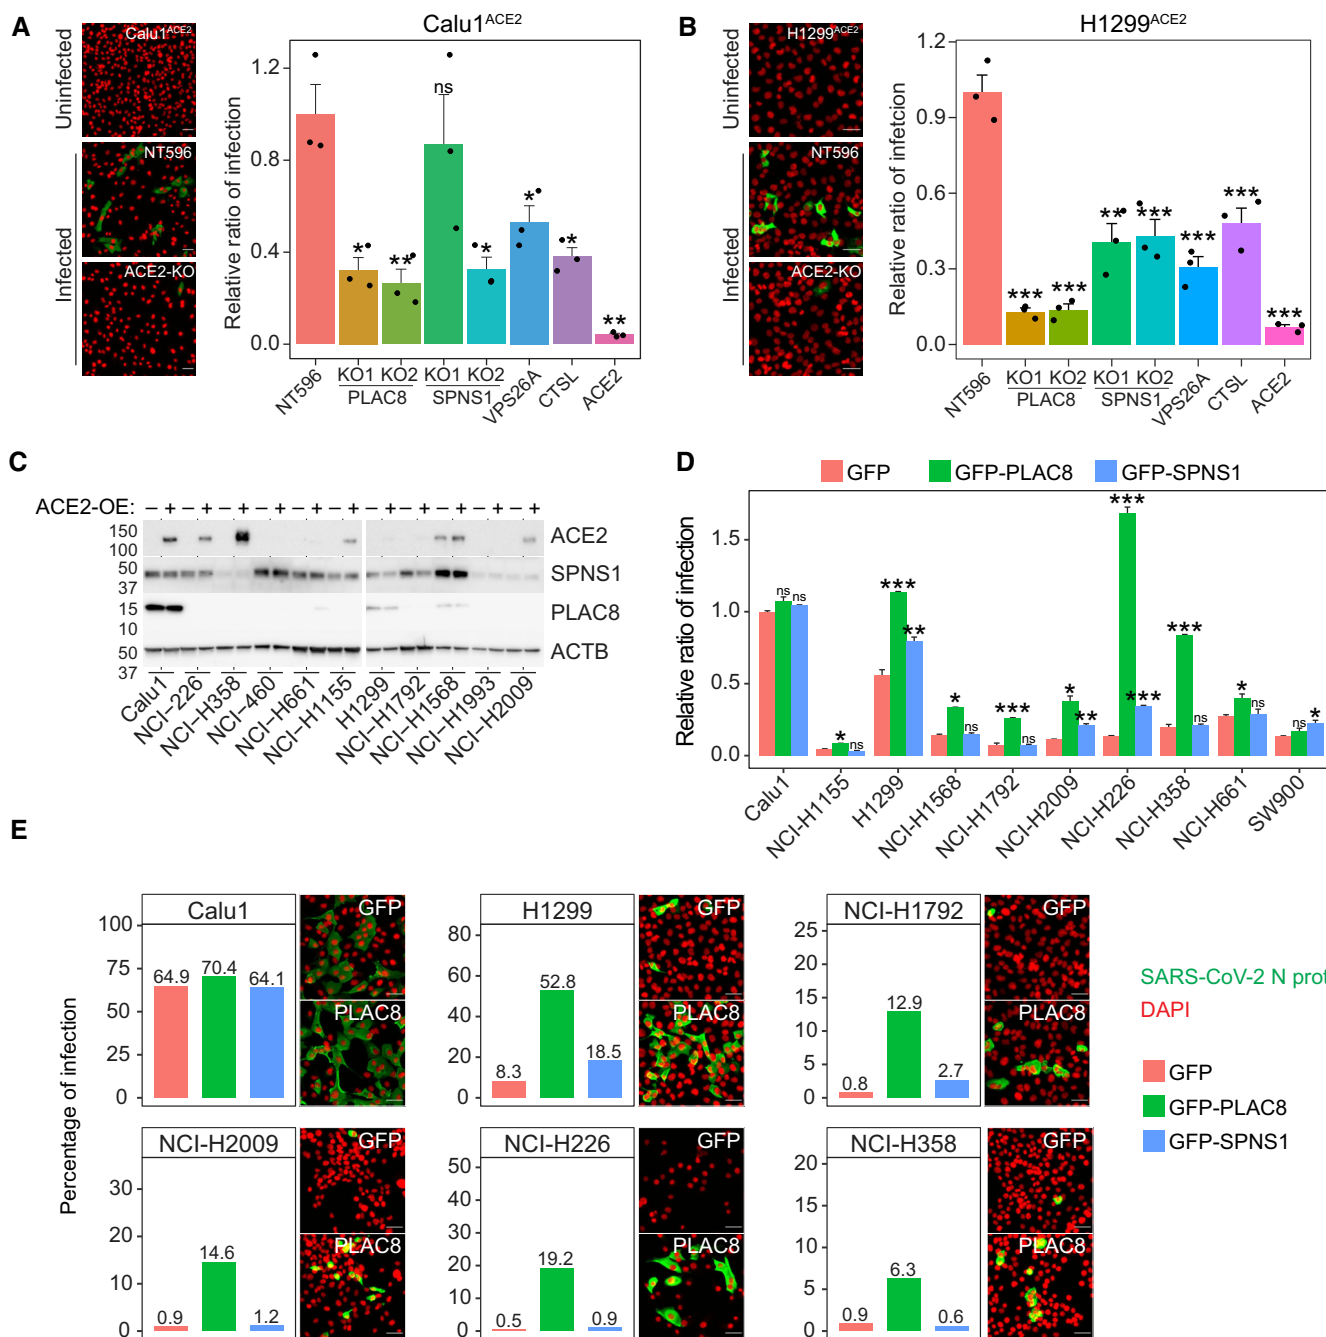 A
Calu1ACE2
Uninfected
NT596
Infected
ACE2-KO
Calu1ACE2
Relative ratio of infection
1.2
0.8
0.4
0.0
* ** ns * * * **
NT596
KO1 KO2
PLAC8
KO1 KO2
SPNS1
VPS26A
CTSL
ACE2
B
H1299ACE2
Uninfected
NT596
Infected
ACE2-KO
H1299ACE2
Relative ratio of infetcion
1.2
0.9
0.6
0.3
0.0
*** *** ** *** *** *** ***
NT596
KO1 KO2
PLAC8
KO1 KO2
SPNS1
VPS26A
CTSL
ACE2
C
ACE2-OE: – + – + – + – + – + – + – + – + – + – + – +
150
100
ACE2
50
37
SPNS1
15
10
PLAC8
50
37
ACTB
Calu1
NCI-226
NCI-H358
NCI-460
NCI-H661
NCI-H1155
H1299
NCI-H1792
NCI-H1568
NCI-H1993
NCI-H2009
D
GFP GFP-PLAC8 GFP-SPNS1
Relative ratio of infection
1.5
1.0
0.5
0.0
ns ns * ns *** ** * ns *** ns * ** *** *** *** ns * ns ns *
Calu1
NCI-H1155
H1299
NCI-H1568
NCI-H1792
NCI-H2009
NCI-H226
NCI-H358
NCI-H661
SW900
E
Percentage of infection
Calu1
100
75
50
25
0
64.9 70.4 64.1
GFP
PLAC8
H1299
80
60
40
20
0
8.3 52.8 18.5
GFP
PLAC8
NCI-H1792
25
20
15
10
5
0
0.8 12.9 2.7
GFP
PLAC8
SARS-CoV-2 N prot
DAPI
GFP
GFP-PLAC8
GFP-SPNS1
NCI-H2009
30
20
10
0
0.9 14.6 1.2
GFP
PLAC8
NCI-H226
50
40
30
20
10
0
0.5 19.2 0.9
GFP
PLAC8
NCI-H358
20
15
10
5
0
0.9 6.3 0.6
GFP
PLAC8